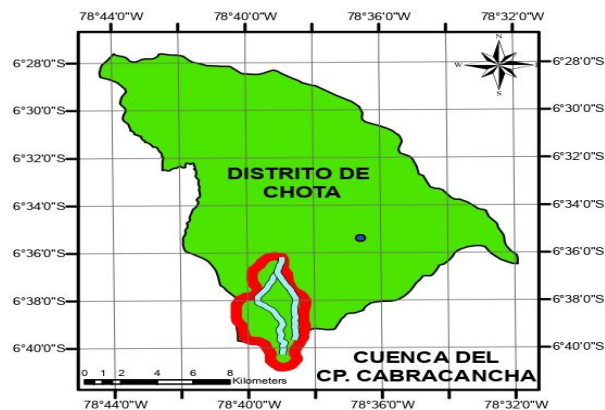 78°44'0"W 78°40'0"W 78°36'0"W 78°32'0"W
N
W E
S
6°28'0"S 6°28'0"S
6°30'0"S 6°30'0"S
6°32'0"S 6°32'0"S
6°34'0"S 6°34'0"S
6°36'0"S 6°36'0"S
6°38'0"S 6°38'0"S
6°40'0"S 6°40'0"S
DISTRITO DE
CHOTA
CUENCA DEL
CP. CABRACANCHA
0 1 2 4 6 8
Kilometers
78°44'0"W 78°40'0"W 78°36'0"W 78°32'0"W